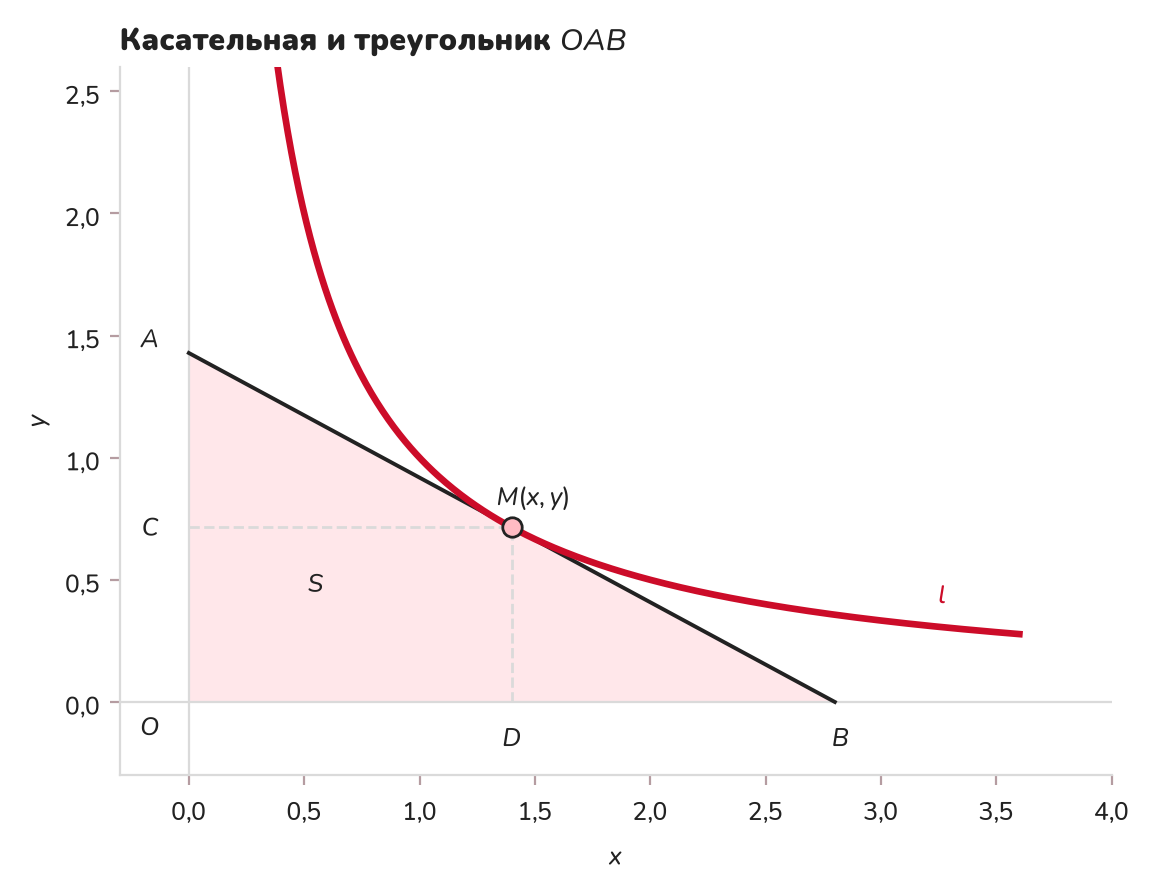 Касательная и треугольник OAB
2,5
2,0
1,5
1,0
0,5
0,0
y
A
C
O
S
M(x, y)
l
D
B
0,0 0,5 1,0 1,5 2,0 2,5 3,0 3,5 4,0
x